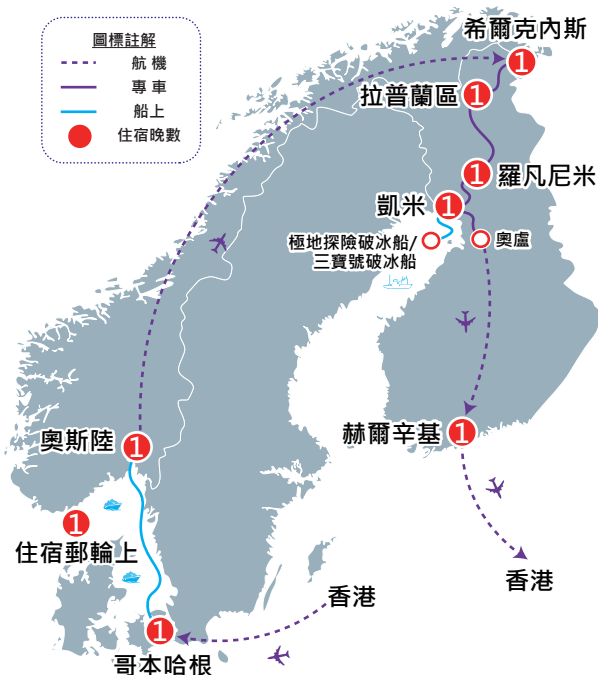 圖標註解
航機
專車
船上
住宿晚數
希爾克內斯
1
拉普蘭區
1
1
羅凡尼米
凱米
1
極地探險破冰船/
三寶號破冰船
奧盧
赫爾辛基
1
奧斯陸
1
1
住宿郵輪上
香港
香港
1
哥本哈根